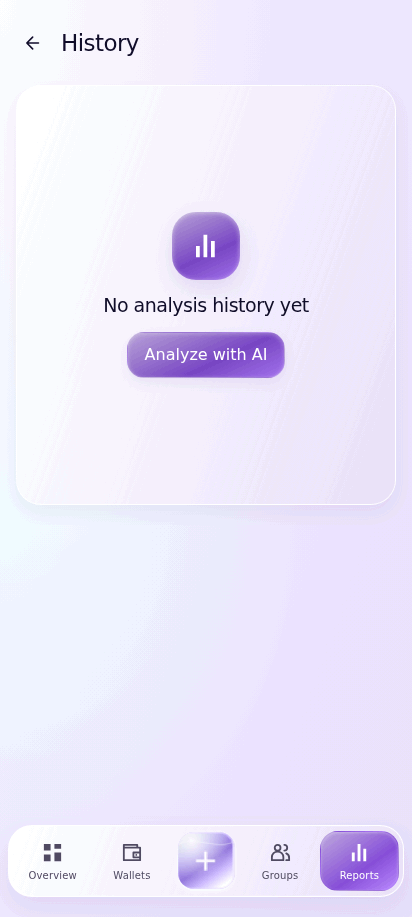 History
No analysis history yet
Analyze with AI
Overview
Wallets
Groups
Reports